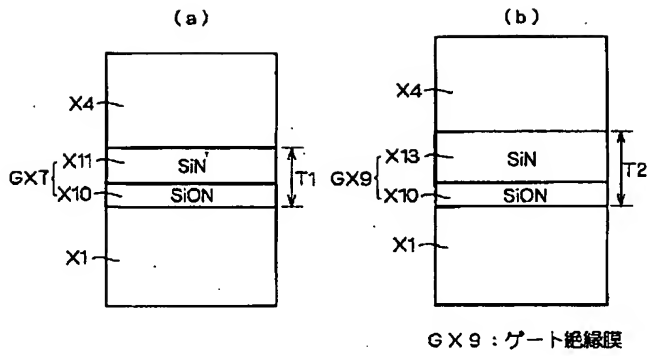 (a)
X4
X11
SiN
GX7
T1
X10
SiON
X1
(b)
X4
X13
SiN
GX9
T2
X10
SiON
X1
GX9:ゲート絶縁膜